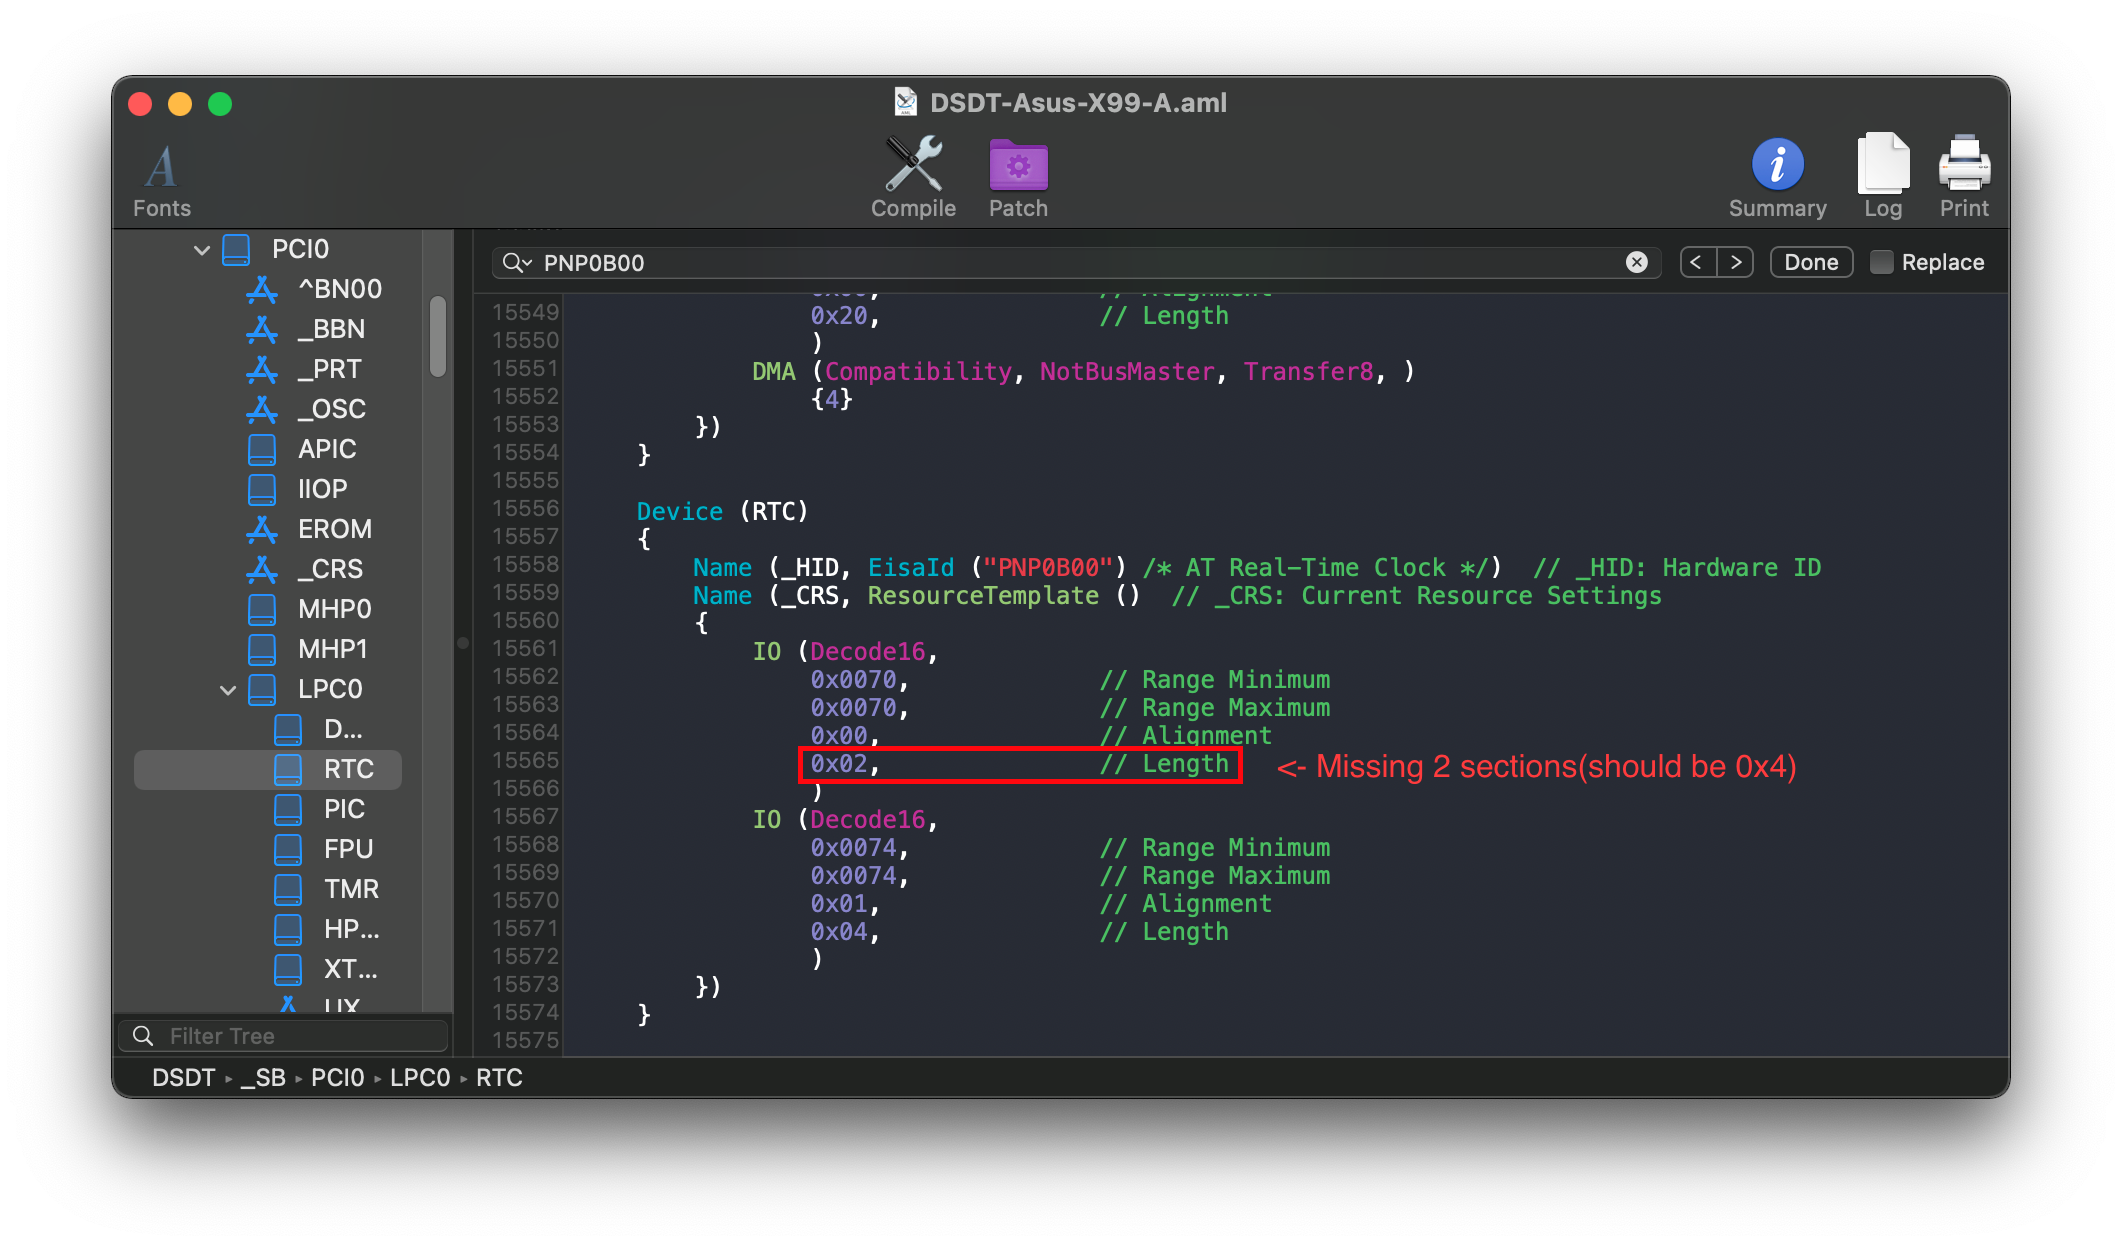 DSDT-Asus-X99-A.aml
Fonts
Compile
Patch
Summary
Log
Print
PCI0
^BN00
_BBN
_PRT
_OSC
APIC
IIOP
EROM
_CRS
MHP0
MHP1
LPC0
D...
RTC
PIC
FPU
TMR
HP...
XT...
UX
Filter Tree
PNP0B00
< >
Done
Replace
// Alignment
15549 0x20, // Length
15550 )
15551 DMA (Compatibility, NotBusMaster, Transfer8, )
15552 {4}
15553 })
15554 }
15555
15556 Device (RTC)
15557 {
15558 Name (_HID, EisaId ("PNP0B00") /* AT Real-Time Clock */) // _HID: Hardware ID
15559 Name (_CRS, ResourceTemplate () // _CRS: Current Resource Settings
15560 {
15561 IO (Decode16,
15562 0x0070, // Range Minimum
15563 0x0070, // Range Maximum
15564 0x00, // Alignment
15565 0x02, // Length <- Missing 2 sections(should be 0x4)
15566 )
15567 IO (Decode16,
15568 0x0074, // Range Minimum
15569 0x0074, // Range Maximum
15570 0x01, // Alignment
15571 0x04, // Length
15572 )
15573 })
15574 }
15575
DSDT ▸ _SB ▸ PCI0 ▸ LPC0 ▸ RTC